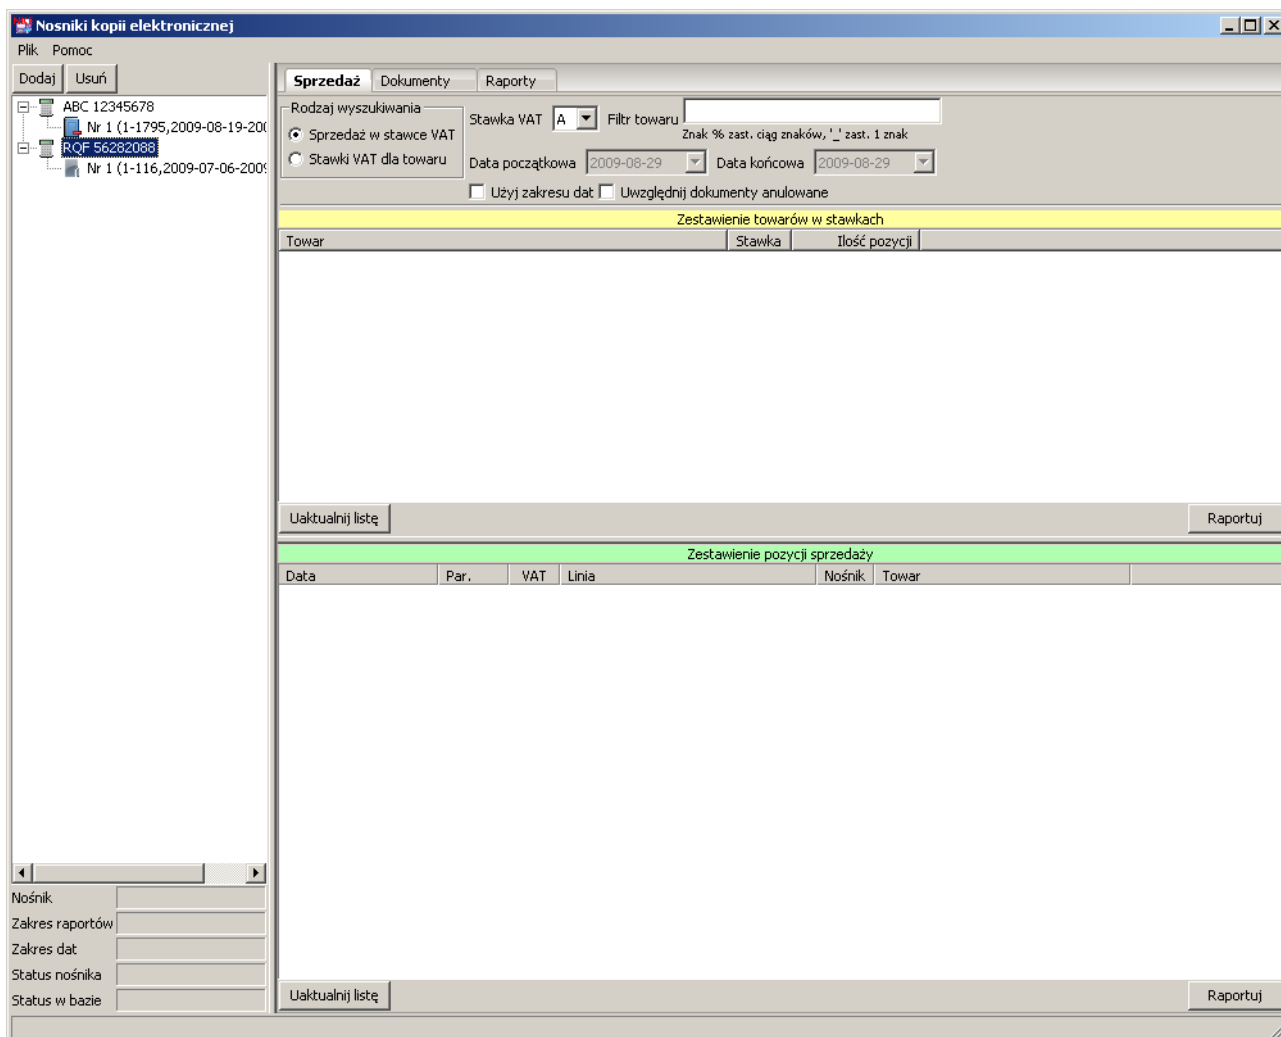 Nosniki kopii elektronicznej
Plik Pomoc
Dodaj Usuń
ABC 12345678
Nr 1 (1-1795,2009-08-19-200
RQF 56282088
Nr 1 (1-116,2009-07-06-2009
Sprzedaż Dokumenty Raporty
Rodzaj wyszukiwania
Sprzedaż w stawce VAT
Stawki VAT dla towaru
Stawka VAT A Filtr towaru
Znak % zast. ciąg znaków, '_' zast. 1 znak
Data początkowa 2009-08-29 Data końcowa 2009-08-29
Użyj zakresu dat Uwzględnij dokumenty anulowane
Zestawienie towarów w stawkach
Towar Stawka Ilość pozycji
Uaktualnij listę Raportuj
Zestawienie pozycji sprzedaży
Data Par. VAT Linia Nośnik Towar
Nośnik
Zakres raportów
Zakres dat
Status nośnika
Status w bazie
Uaktualnij listę Raportuj